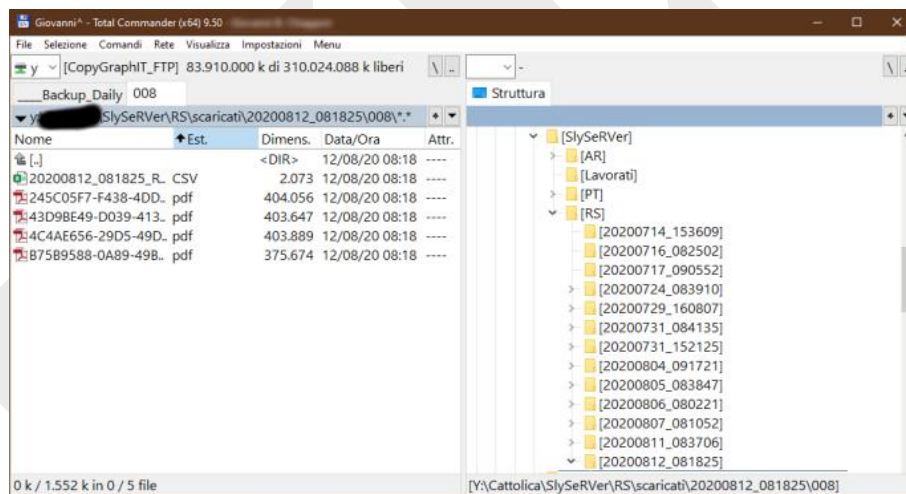 Giovanni^ - Total Commander (x64) 9.50
File Selezione Comandi Rete Visualizza Impostazioni Menu
y [CopyGraphIT_FTP] 83.910.000 k di 310.024.088 k liberi \ ..
____Backup_Daily 008
SlySeRVer\RS\scaricati\20200812_081825\008\*.*
Nome Est. Dimens. Data/Ora Attr.
[..] <DIR> 12/08/20 08:18 ----
20200812_081825_R.. CSV 2.073 12/08/20 08:18 ----
245C05F7-F438-4DD.. pdf 404.056 12/08/20 08:18 ----
43D9BE49-D039-413.. pdf 403.647 12/08/20 08:18 ----
4C4AE656-29D5-49D.. pdf 403.889 12/08/20 08:18 ----
B75B9588-0A89-49B.. pdf 375.674 12/08/20 08:18 ----
0 k / 1.552 k in 0 / 5 file
- \
Struttura
[SlySeRVer]
[AR]
[Lavorati]
[PT]
[RS]
[20200714_153609]
[20200716_082502]
[20200717_090552]
[20200724_083910]
[20200729_160807]
[20200731_084135]
[20200731_152125]
[20200804_091721]
[20200805_083847]
[20200806_080221]
[20200807_081052]
[20200811_083706]
[20200812_081825]
[Y:\Cattolica\SlySeRVer\RS\scaricati\20200812_081825\008]